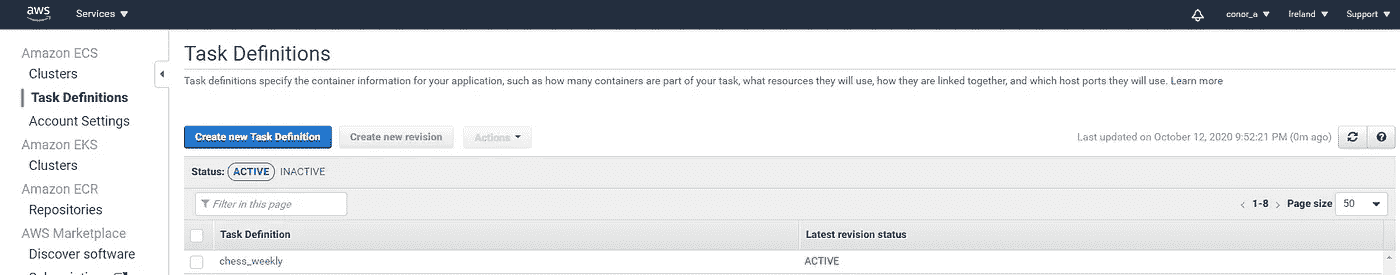 aws Services conor_a Ireland Support
Amazon ECS
Clusters
Task Definitions
Account Settings
Amazon EKS
Clusters
Amazon ECR
Repositories
AWS Marketplace
Discover software
Task Definitions
Task definitions specify the container information for your application, such as how many containers are part of your task, what resources they will use, how they are linked together, and which host ports they will use. Learn more
Create new Task Definition Create new revision Actions Last updated on October 12, 2020 9:52:21 PM (0m ago)
Status: ACTIVE INACTIVE
Filter in this page 1-8 Page size 50
Task Definition Latest revision status
chess_weekly ACTIVE